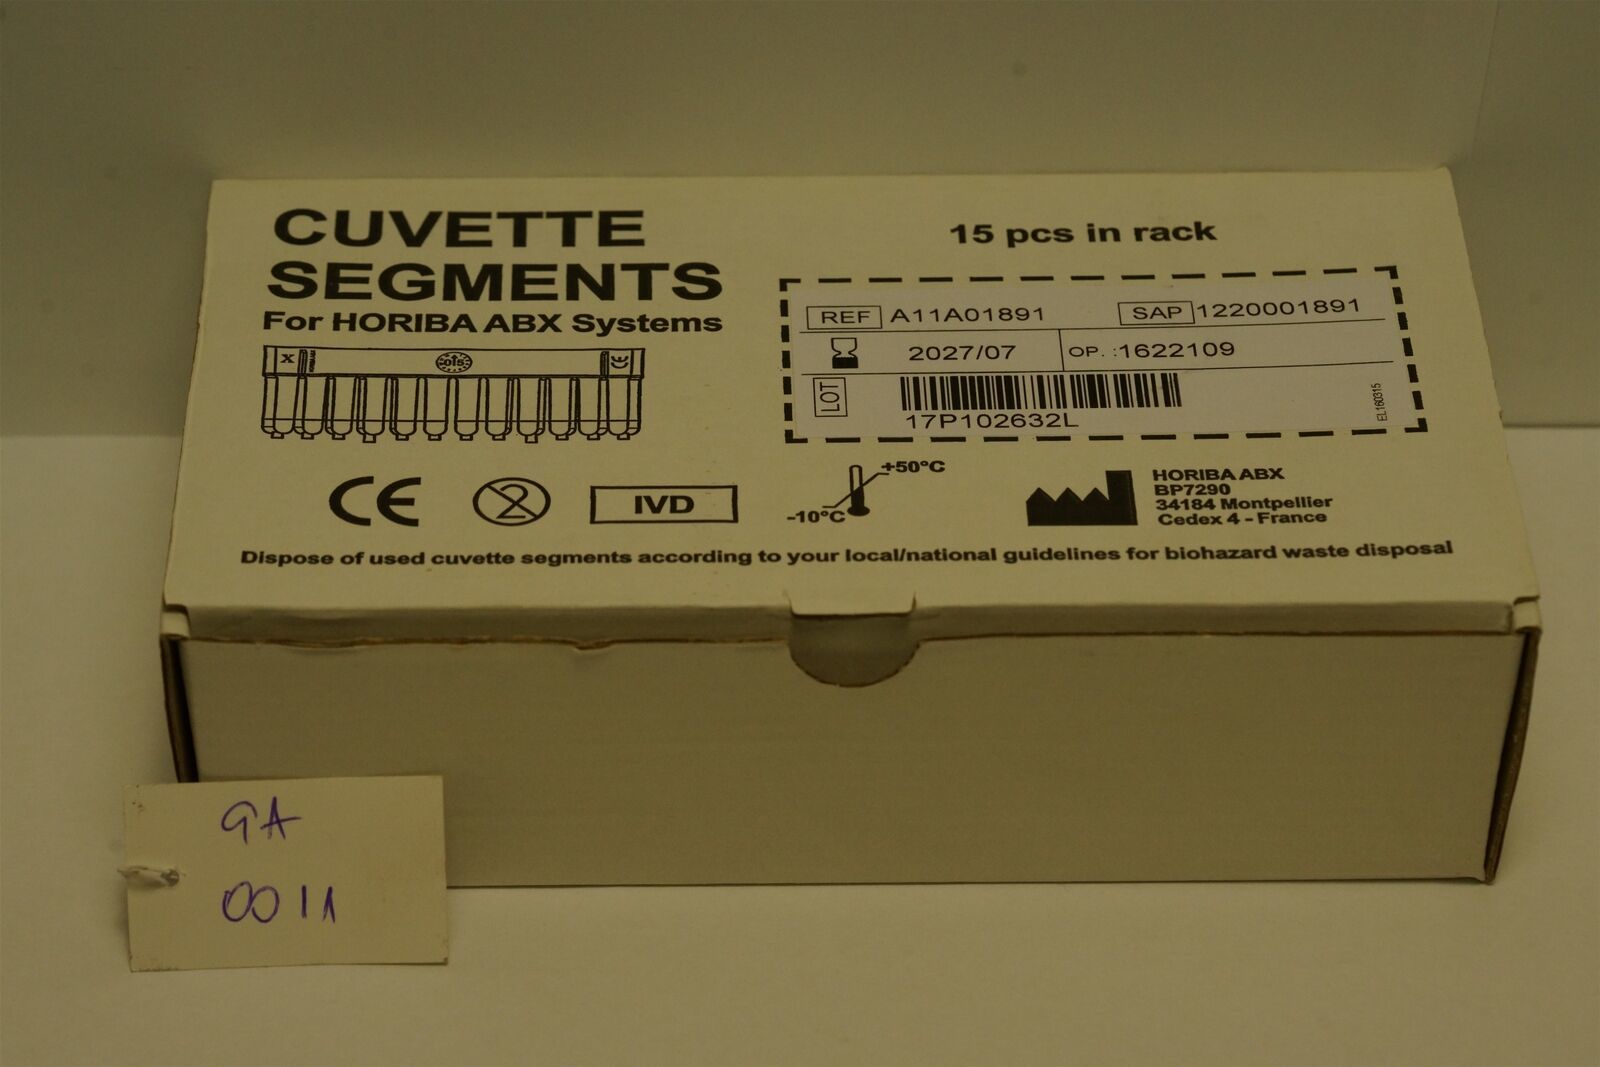 CUVETTE
SEGMENTS
For HORIBA ABX Systems
X
15 pcs in rack
REF A11A01891 SAP 1220001891
2027/07 OP. :1622109
LOT
17P102632L
EL160315
CE 2 IVD
+50°C
-10°C
HORIBA ABX
BP7290
34184 Montpellier
Cedex 4 - France
Dispose of used cuvette segments according to your local/national guidelines for biohazard waste disposal
GA
0011